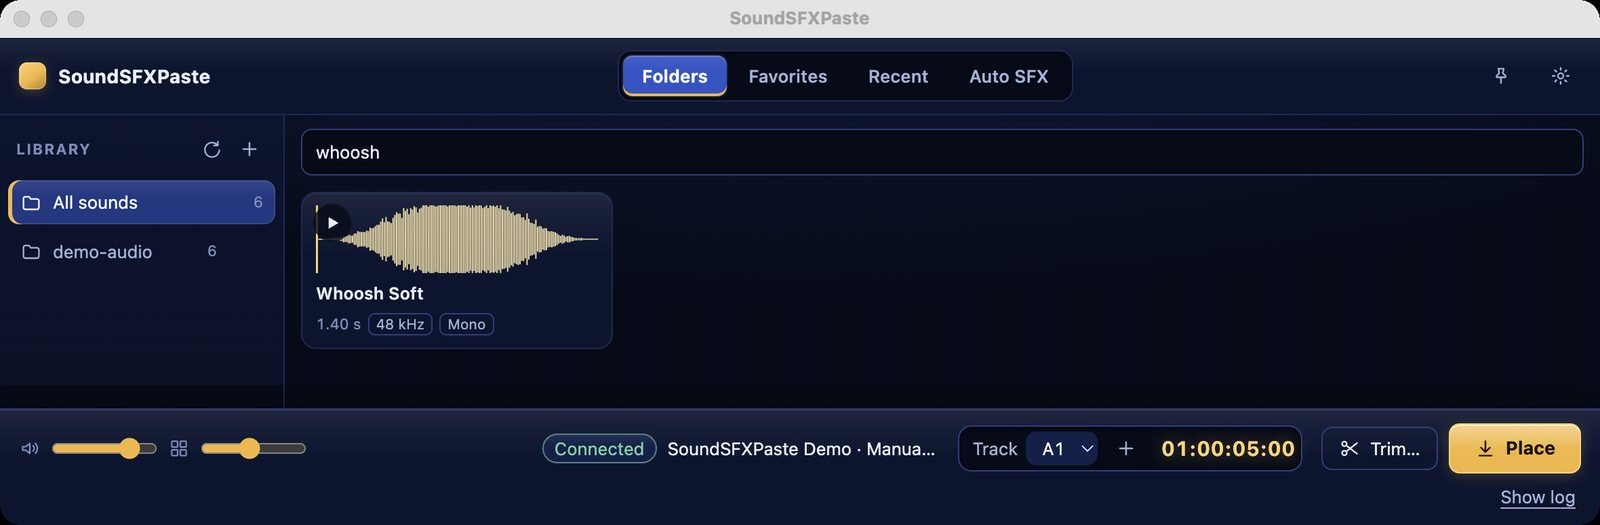 SoundSFXPaste
SoundSFXPaste
Folders
Favorites
Recent
Auto SFX
LIBRARY
All sounds 6
demo-audio 6
whoosh
Whoosh Soft
1.40 s 48 kHz Mono
Connected SoundSFXPaste Demo · Manua...
Track A1 + 01:00:05:00
Trim...
Place
Show log